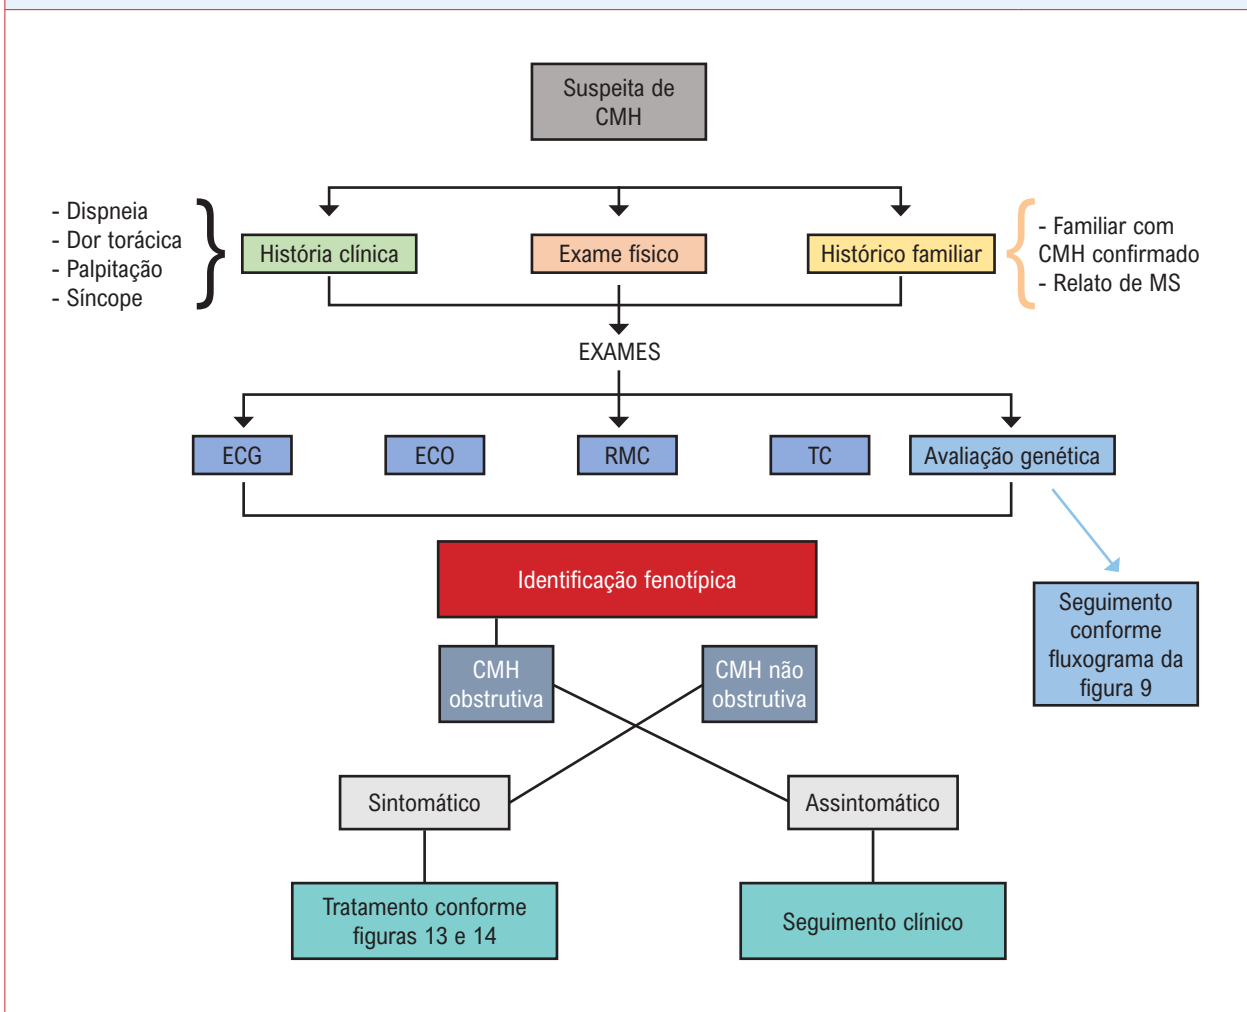 Suspeita de
CMH
- Dispneia
- Dor torácica
- Palpitação
- Síncope
História clínica
Exame físico
Histórico familiar
- Familiar com
CMH confirmado
- Relato de MS
EXAMES
ECG
ECO
RMC
TC
Avaliação genética
Identificação fenotípica
Seguimento
conforme
fluxograma da
figura 9
CMH
obstrutiva
CMH não
obstrutiva
Sintomático
Assintomático
Tratamento conforme
figuras 13 e 14
Seguimento clínico